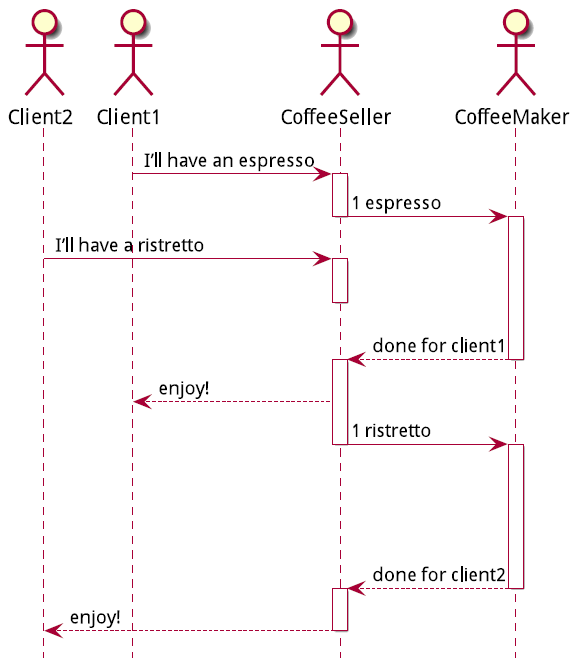 Client2
Client1
CoffeeSeller
CoffeeMaker
I’ll have an espresso
1 espresso
I’ll have a ristretto
done for client1
enjoy!
1 ristretto
done for client2
enjoy!